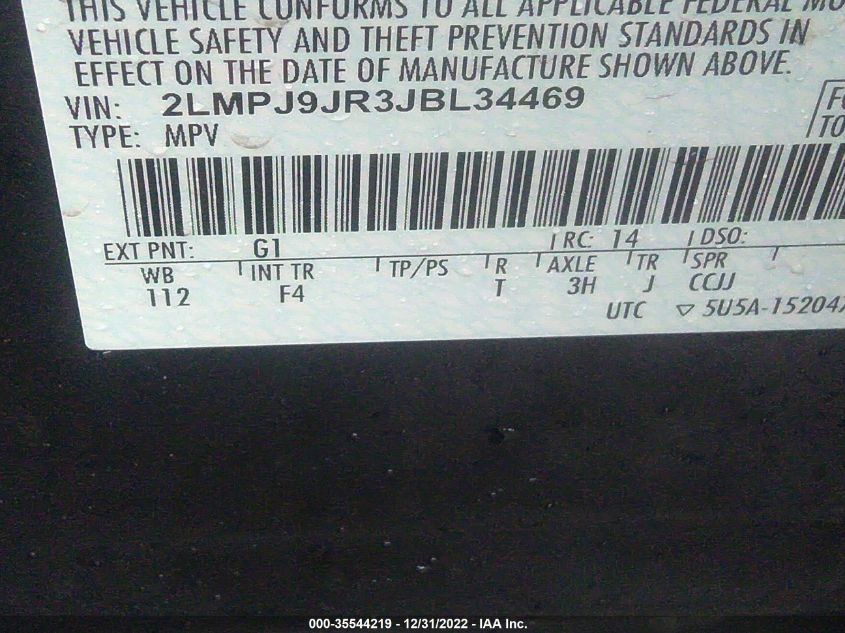 THIS VEHICLE CONFORMS TO ALL APPLICABLE FEDERAL MO
VEHICLE SAFETY AND THEFT PREVENTION STANDARDS IN
EFFECT ON THE DATE OF MANUFACTURE SHOWN ABOVE.
VIN: 2LMPJ9JR3JBL34469
TYPE: MPV
EXT PNT: G1 RC: 14 DSO:
WB INT TR TP/PS R AXLE TR SPR
112 F4 T 3H J CCJJ
UTC ▽ 5U5A-15204
000-35544219 - 12/31/2022 - IAA Inc.